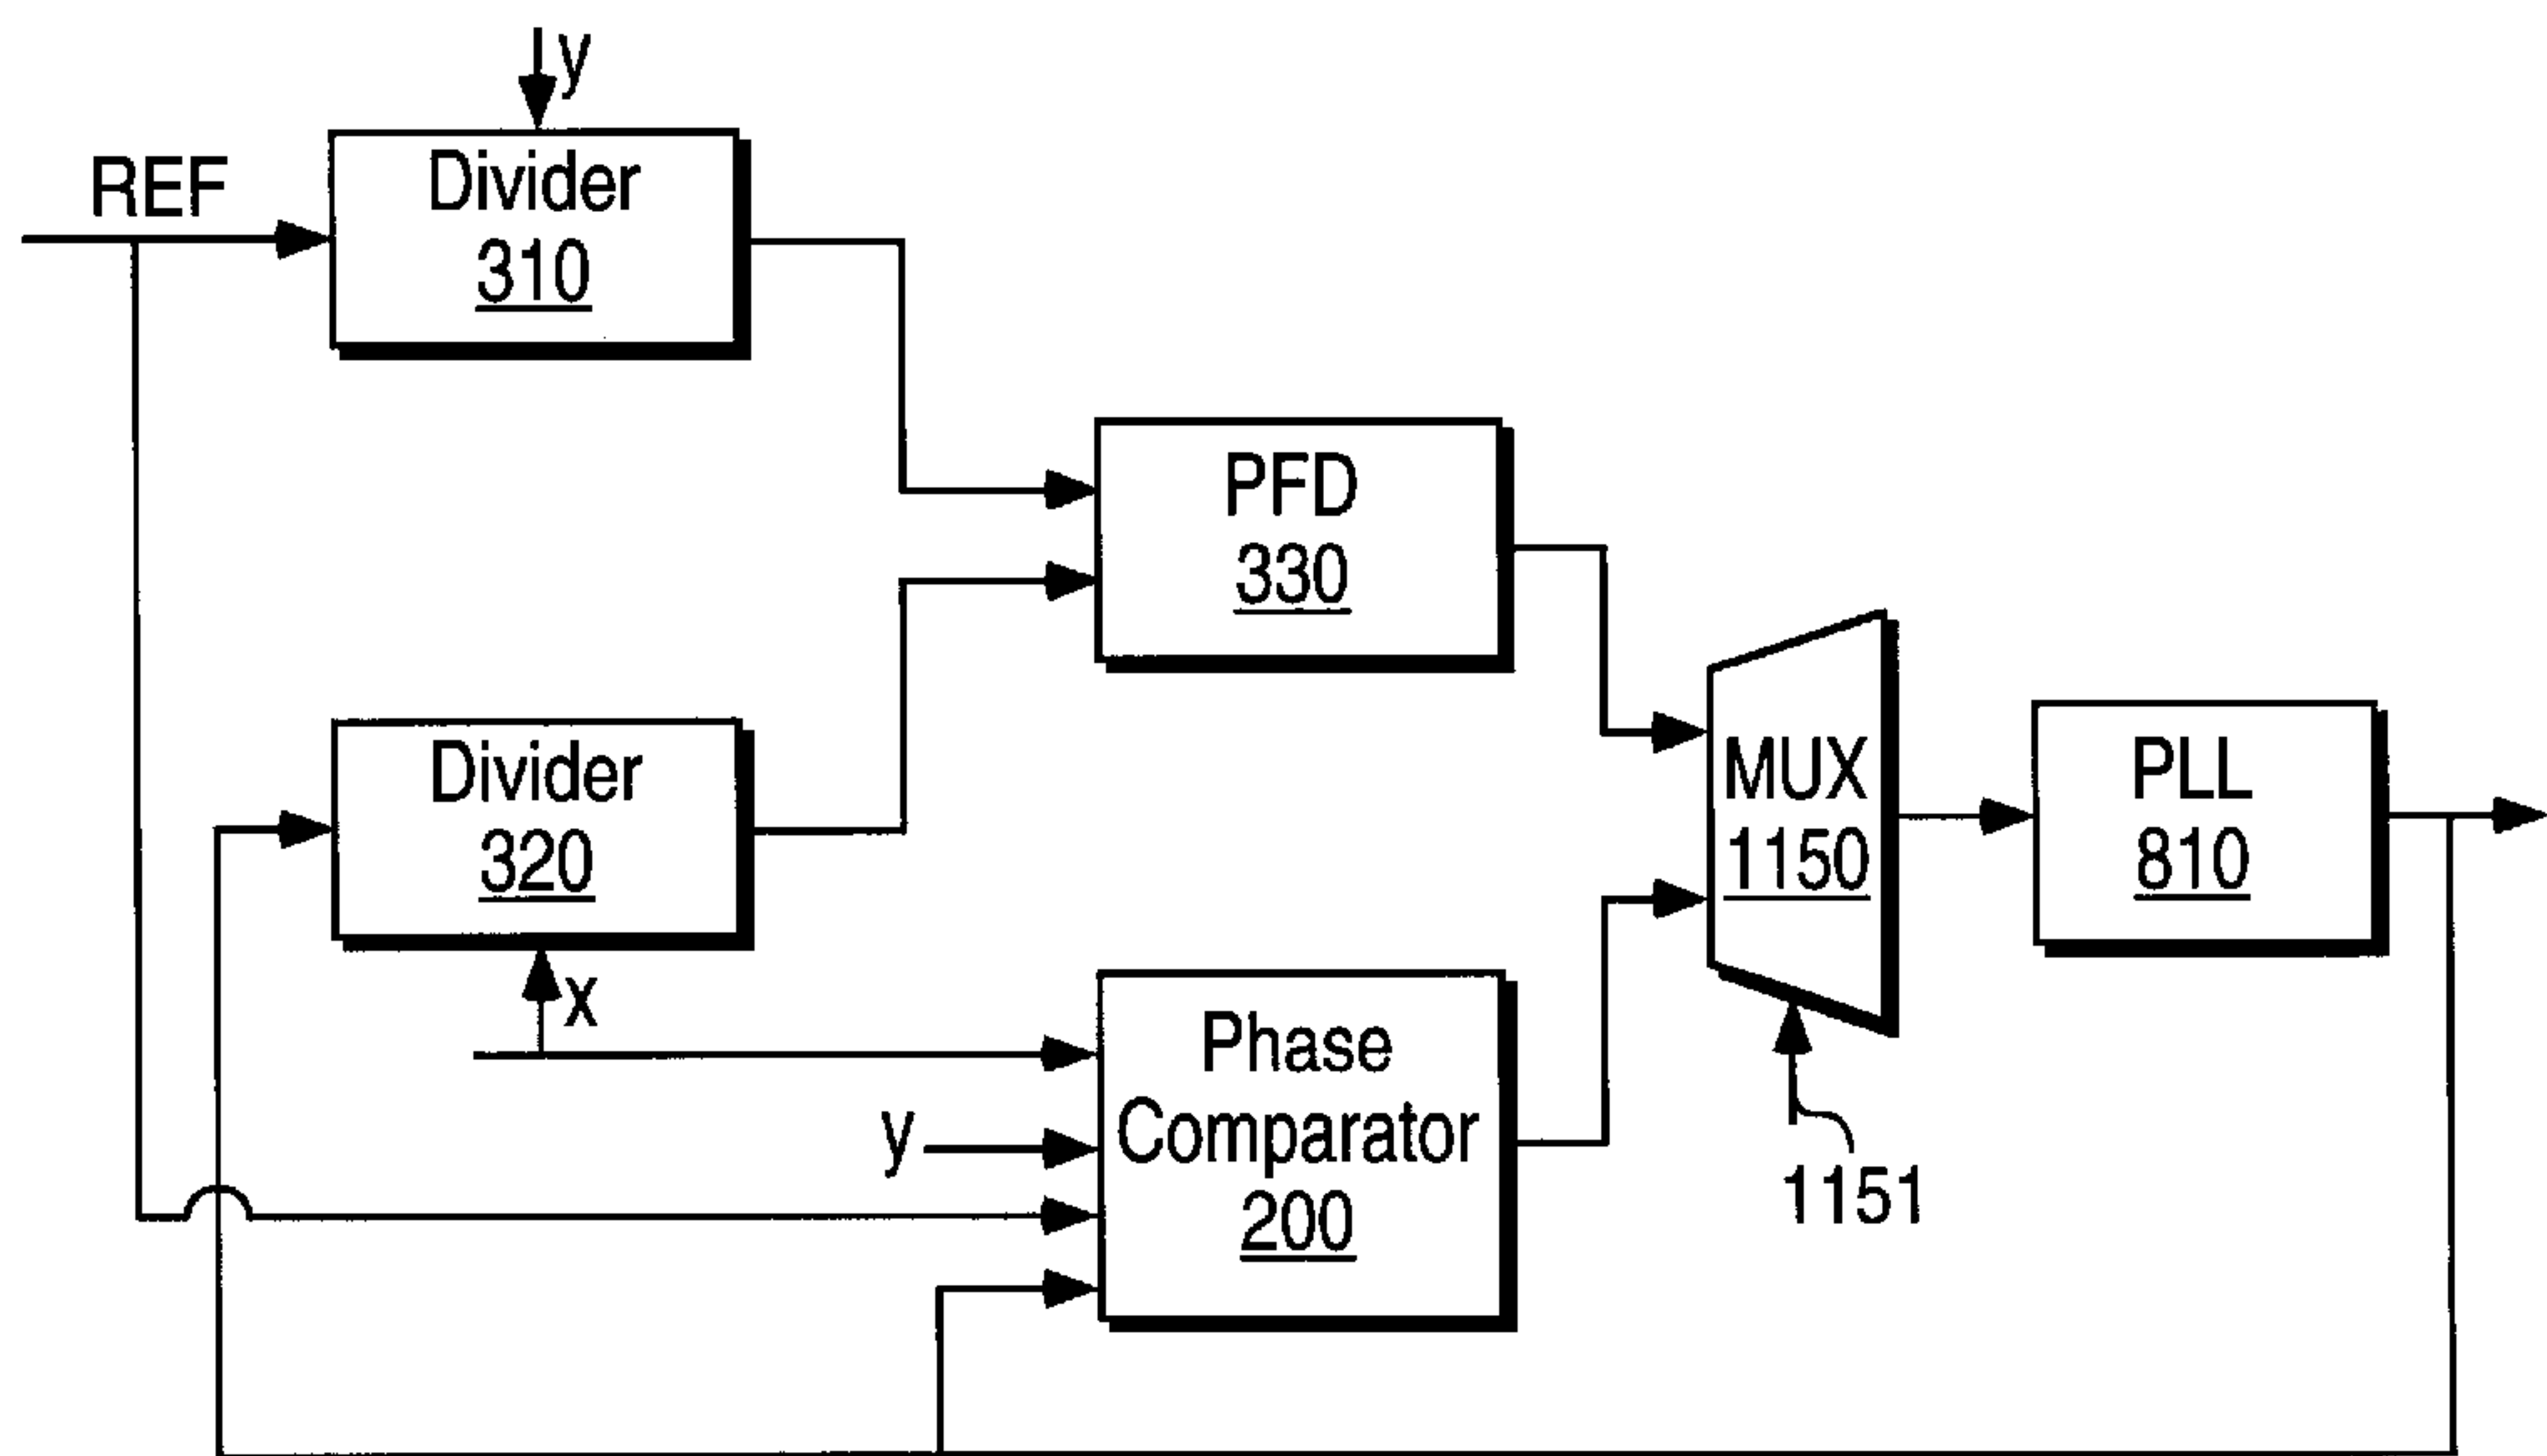 y
REF
Divider
310
PFD
330
Divider
320
MUX
1150
PLL
810
x
Phase
Comparator
200
y
1151